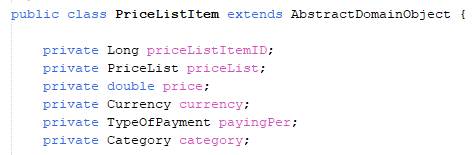 public class PriceListItem extends AbstractDomainObject {
private Long priceListItemID;
private PriceList priceList;
private double price;
private Currency currency;
private TypeOfPayment payingPer;
private Category category;